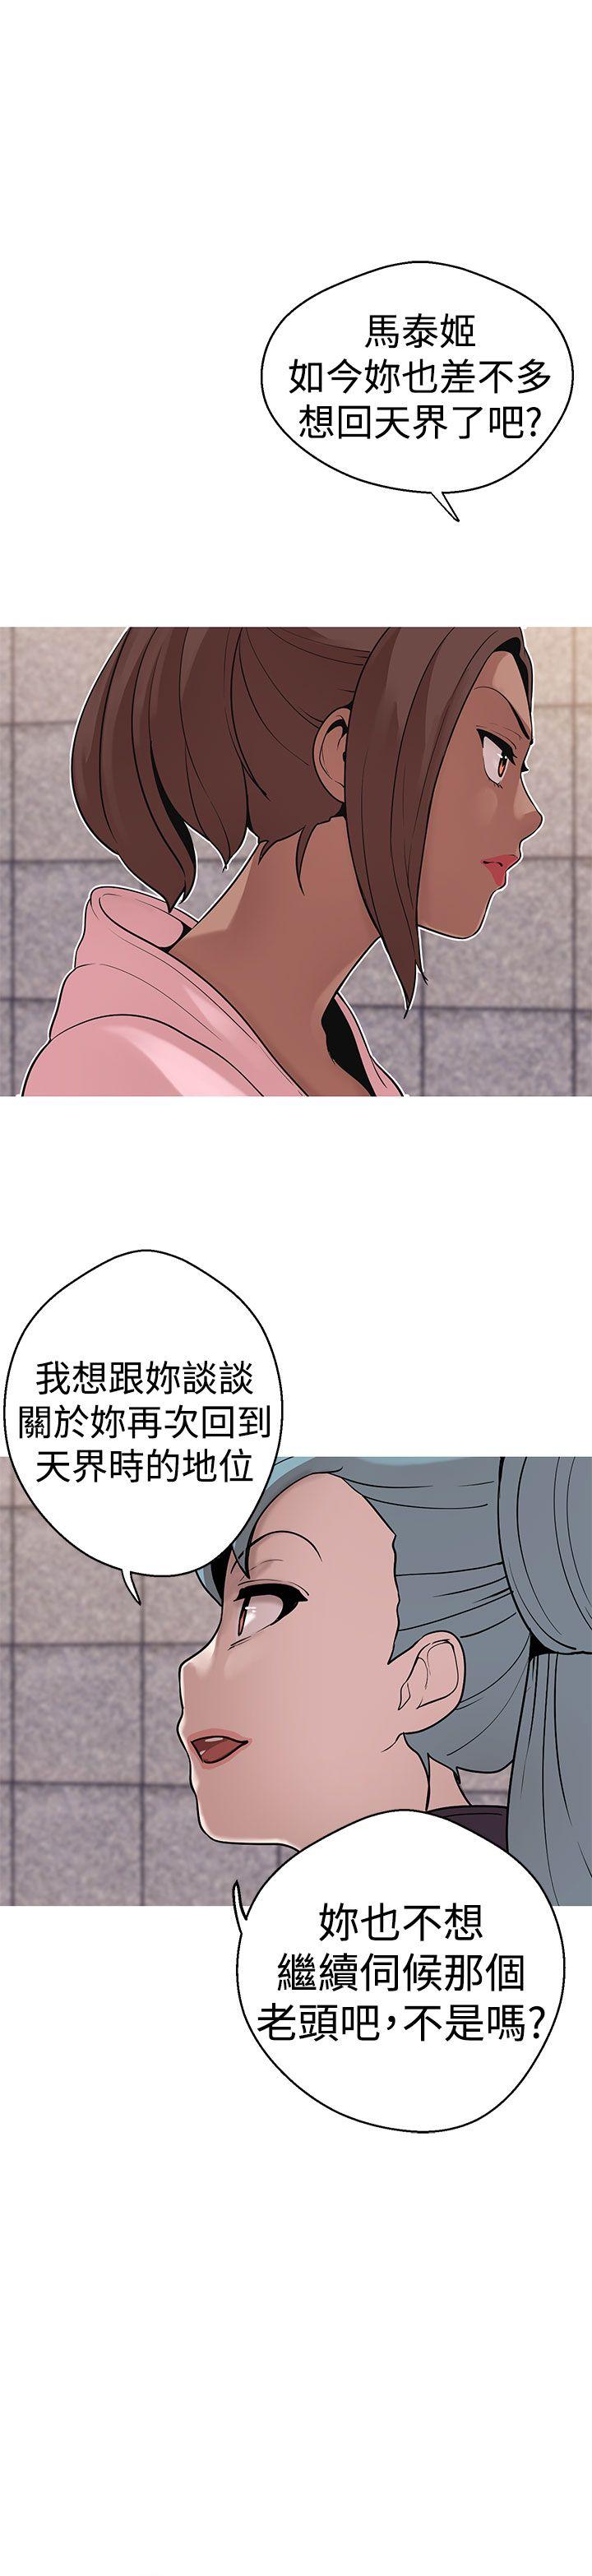 馬泰姬
如今妳也差不多
想回天界了吧?
我想跟妳談談
關於妳再次回到
天界時的地位
妳也不想
繼續伺候那個
老頭吧,不是嗎?